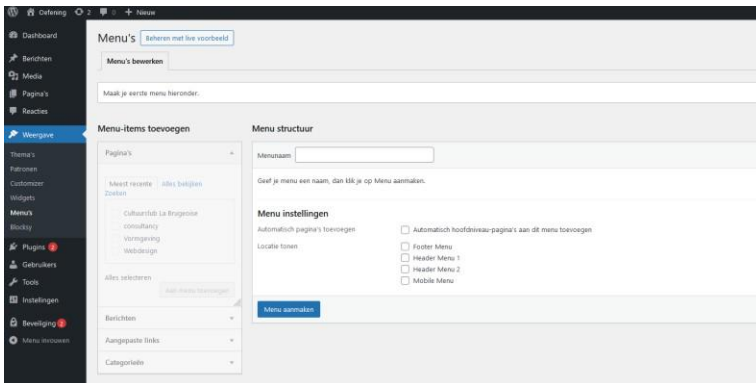 Oefening 2 0 + Nieuw
Dashboard
Berichten
Media
Pagina's
Reacties
Weergave
Thema's
Patronen
Customizer
Widgets
Menu's
Blocksy
Plugins 2
Gebruikers
Tools
Instellingen
Beveiliging 2
Menu invouwen
Menu's Beheren met live voorbeeld
Menu's bewerken
Maak je eerste menu hieronder.
Menu-items toevoegen
Pagina's
Meest recente Alles bekijken
Zoeken
Cultuurclub La Brugeoise
consultancy
Vormgeving
Webdesign
Alles selecteren
Aan menu toevoegen
Berichten
Aangepaste links
Categorieën
Menu structuur
Menunaam
Geef je menu een naam, dan klik je op Menu aanmaken.
Menu instellingen
Automatisch pagina's toevoegen Automatisch hoofdniveau-pagina's aan dit menu toevoegen
Locatie tonen Footer Menu
Header Menu 1
Header Menu 2
Mobile Menu
Menu aanmaken